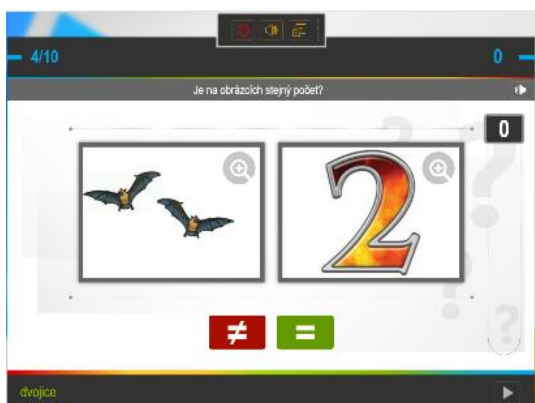 4/10
0
Je na obrázcích stejný počet?
0
2
≠ =
dvojice